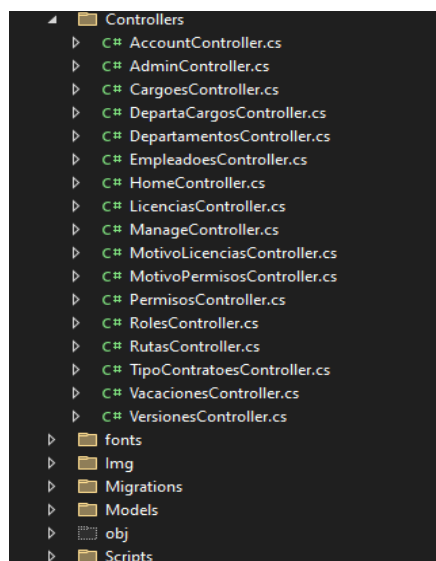 Controllers
C# AccountController.cs
C# AdminController.cs
C# CargoesController.cs
C# DepartaCargosController.cs
C# DepartamentosController.cs
C# EmpleadoesController.cs
C# HomeController.cs
C# LicenciasController.cs
C# ManageController.cs
C# MotivoLicenciasController.cs
C# MotivoPermisosController.cs
C# PermisosController.cs
C# RolesController.cs
C# RutasController.cs
C# TipoContratoesController.cs
C# VacacionesController.cs
C# VersionesController.cs
fonts
Img
Migrations
Models
obj
Scripts